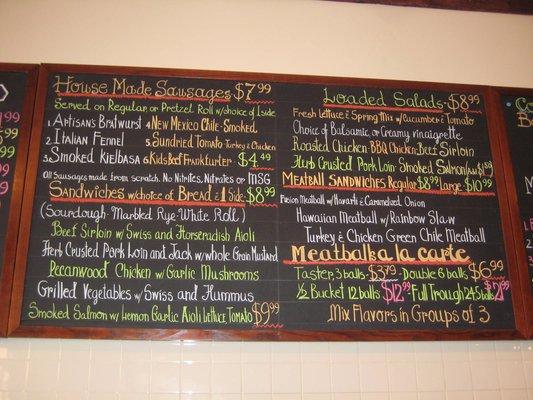 House Made Sausages $7.99
Served on Regular or Pretzel Roll w/choice of 1 side
1. Artisan's Bratwurst 4. New Mexico Chile-Smoked
2. Italian Fennel 5. Sundried Tomato-Turkey & Chicken
3. Smoked Kielbasa 6. Kids Beef Frankfurter $4.49
All Sausages made from scratch. No Nitrites, Nitrates or MSG
Sandwiches w/choice of Bread & 1 Side $8.99
(Sourdough-Marbled Rye-White Roll)
Beef Sirloin w/ Swiss and Horseradish Aioli
Herb Crusted Pork Loin and Jack w/ whole Grain Mustard
Pecanwood Chicken w/ Garlic Mushrooms
Grilled Vegetables w/ Swiss and Hummus
Smoked Salmon w/ Lemon Garlic Aioli Lettuce, Tomato $9.99
Loaded Salads-$8.99
Fresh Lettuce & Spring Mix w/ Cucumber & Tomato
Choice of Balsamic, or Creamy vinaigrette
Roasted Chicken-BBQ Chicken-Beef Sirloin
Herb Crusted Pork Loin-Smoked Salmon
Meatball Sandwiches Regular $8.99 large $10.99
Meatball w/ Havarti & Caramelized Onion
Hawaiian Meatball w/ Rainbow Slaw
Turkey & Chicken Green Chile Meatball
Meatballs a la carte
Taster, 3 balls $3.79-Double 6 balls $6.99
½ Bucket 12 balls $12.99-Full Trough 24 balls $21.99
Mix Flavors in Groups of 3